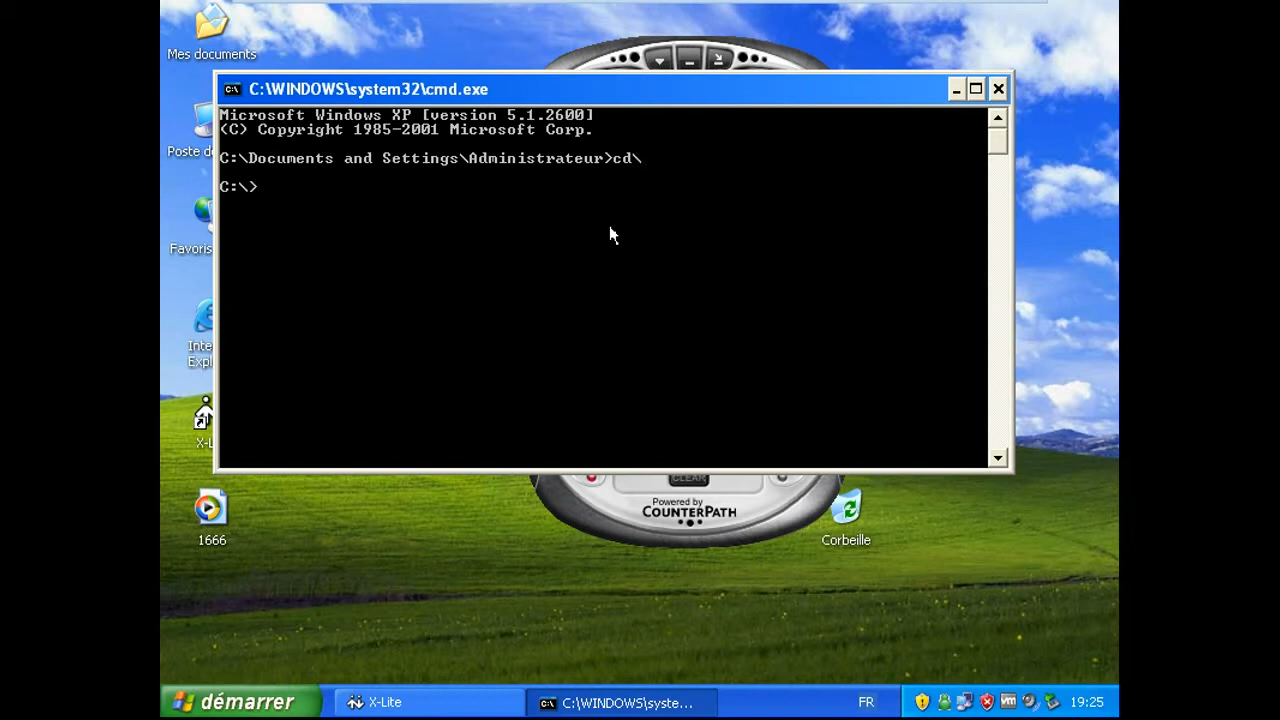 Mes documents
C:\WINDOWS\system32\cmd.exe
Microsoft Windows XP [version 5.1.2600]
(C) Copyright 1985-2001 Microsoft Corp.
C:\Documents and Settings\Administrateur>cd\
C:\>
Poste d
Favoris
Inte
Expl
X-L
CLEAR
Powered by
COUNTERPATH
1666
Corbeille
démarrer
X-Lite
C:\WINDOWS\syste...
FR
vm
19:25